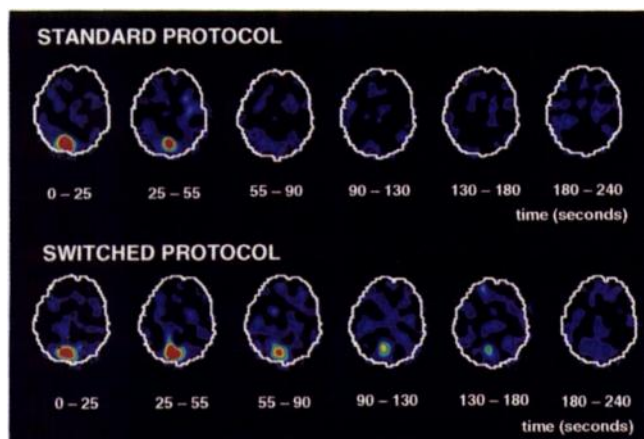 STANDARD PROTOCOL
0 – 25 25 – 55 55 – 90 90 – 130 130 – 180 180 – 240
time (seconds)
SWITCHED PROTOCOL
0 – 25 25 – 55 55 – 90 90 – 130 130 – 180 180 – 240
time (seconds)